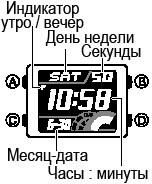 Индикатор
утро / вечер
День недели
Секунды
SAT 50
A
B
10:58
C
6-30
D
Месяц-дата
Часы : минуты